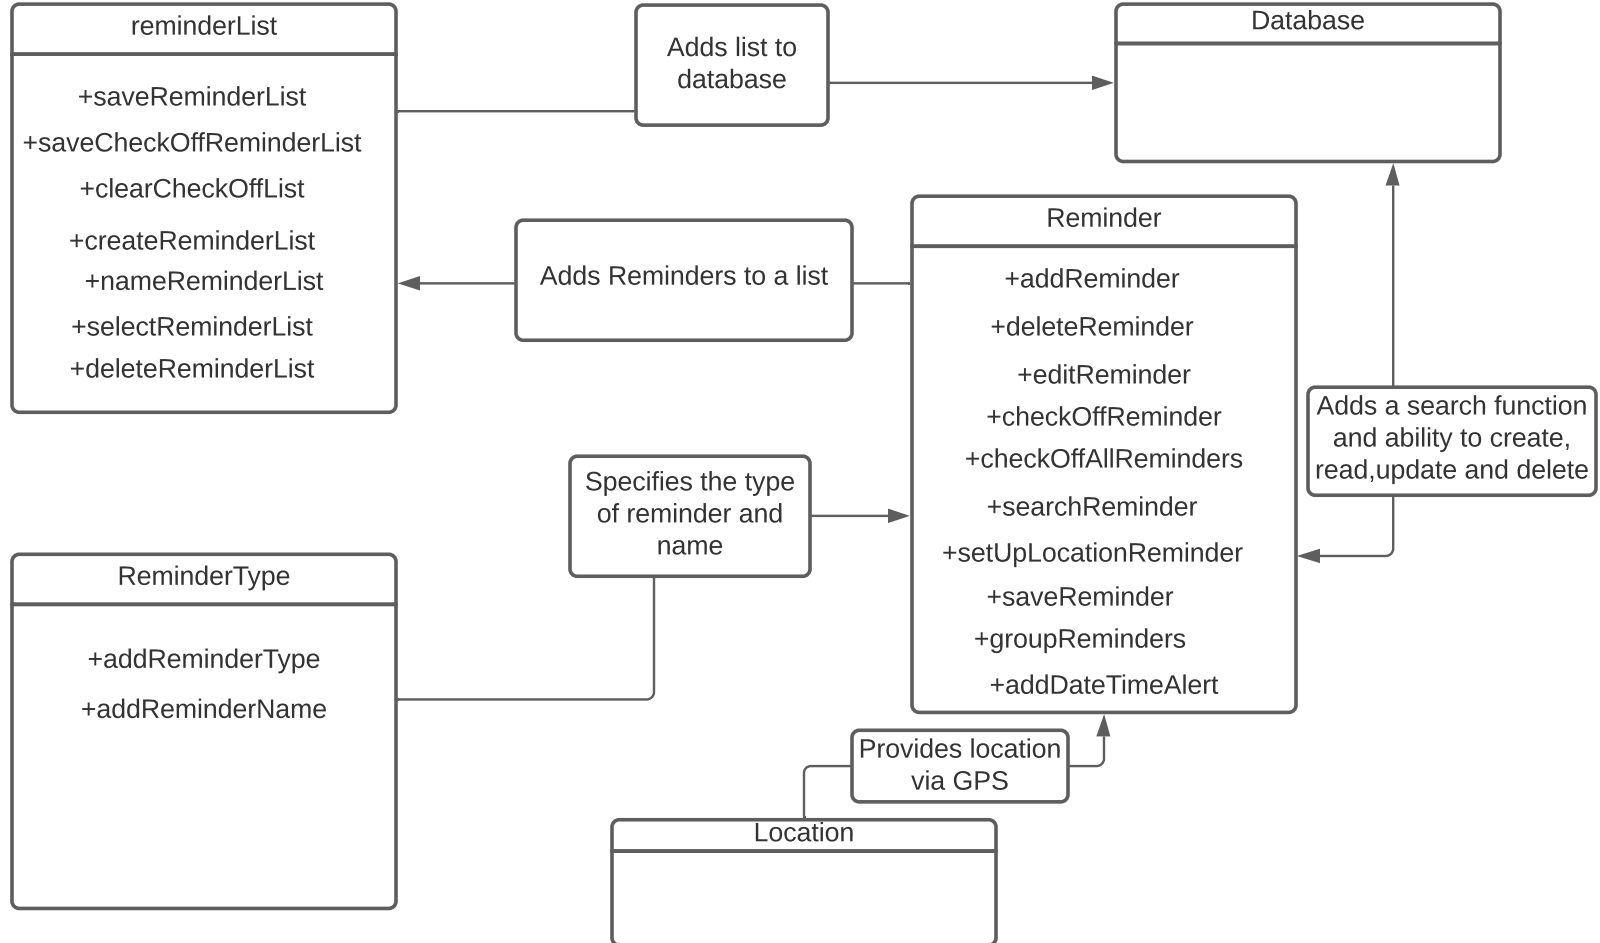 reminderList
+saveReminderList
+saveCheckOffReminderList
+clearCheckOffList
+createReminderList
+nameReminderList
+selectReminderList
+deleteReminderList
Adds list to
database
Database
Adds Reminders to a list
Reminder
+addReminder
+deleteReminder
+editReminder
+checkOffReminder
+checkOffAllReminders
+searchReminder
+setUpLocationReminder
+saveReminder
+groupReminders
+addDateTimeAlert
Adds a search function
and ability to create,
read,update and delete
Specifies the type
of reminder and
name
ReminderType
+addReminderType
+addReminderName
Provides location
via GPS
Location